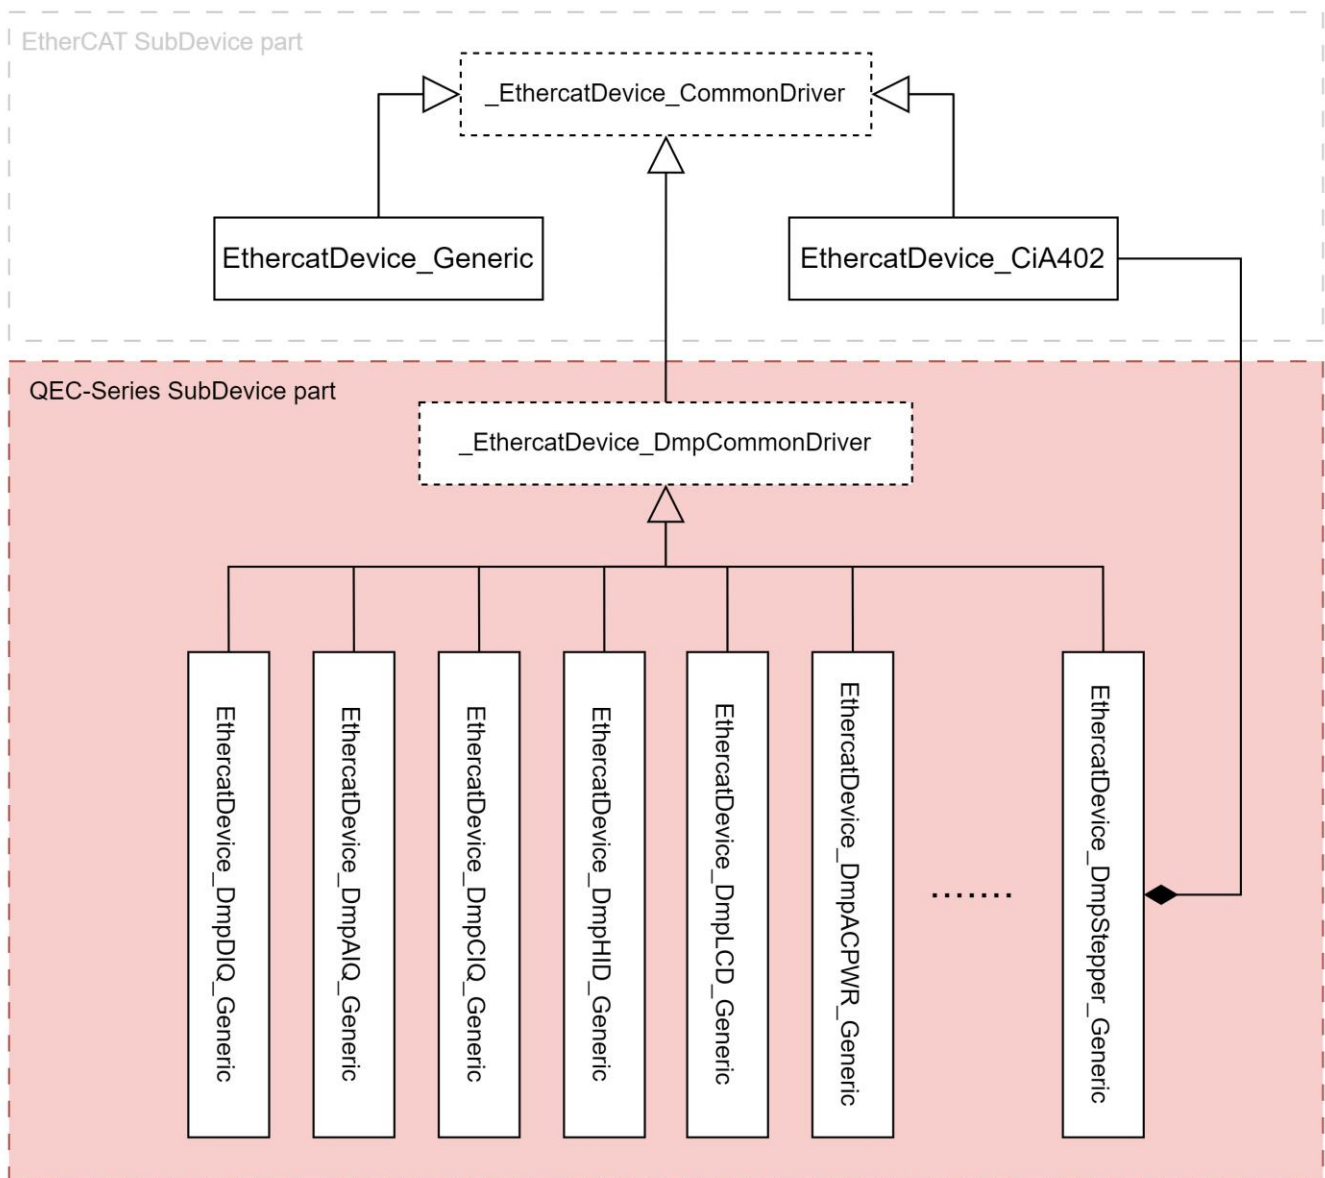 EtherCAT SubDevice part
_EthercatDevice_CommonDriver
EthercatDevice_Generic
EthercatDevice_CiA402
QEC-Series SubDevice part
_EthercatDevice_DmpCommonDriver
EthercatDevice_DmpDIQ_Generic
EthercatDevice_DmpAIQ_Generic
EthercatDevice_DmpCIQ_Generic
EthercatDevice_DmpHID_Generic
EthercatDevice_DmpLCD_Generic
EthercatDevice_DmpACPWR_Generic
.......
EthercatDevice_DmpStepper_Generic